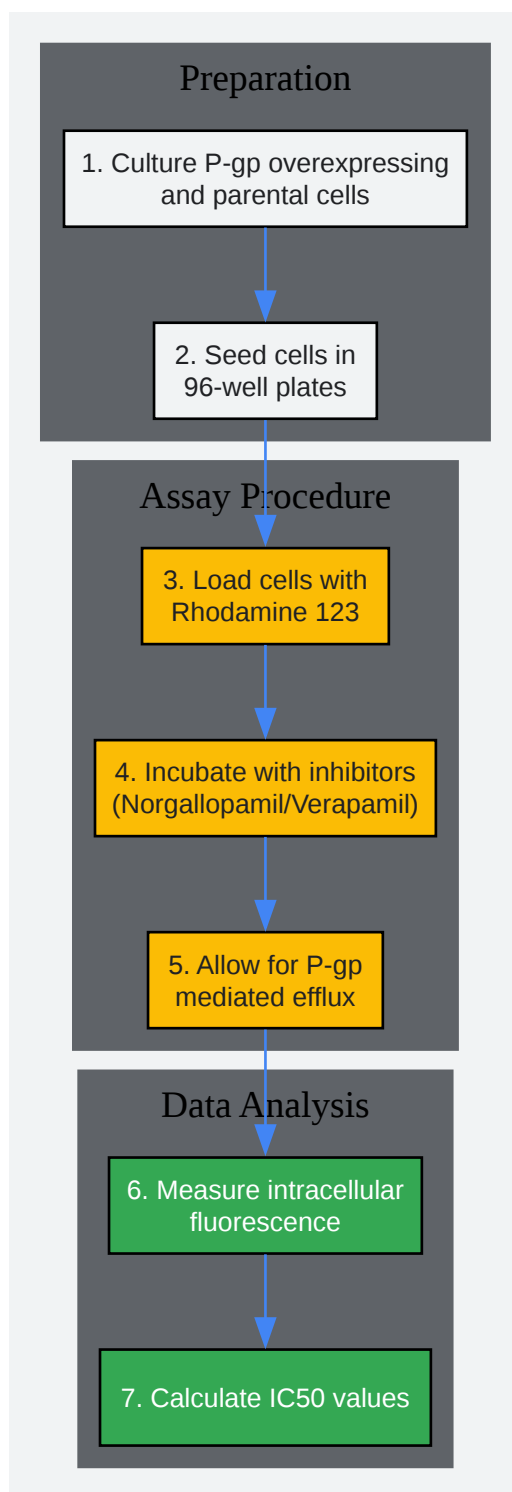 Preparation
1. Culture P-gp overexpressing
and parental cells
2. Seed cells in
96-well plates
Assay Procedure
3. Load cells with
Rhodamine 123
4. Incubate with inhibitors
(Norgallopamil/Verapamil)
5. Allow for P-gp
mediated efflux
Data Analysis
6. Measure intracellular
fluorescence
7. Calculate IC50 values